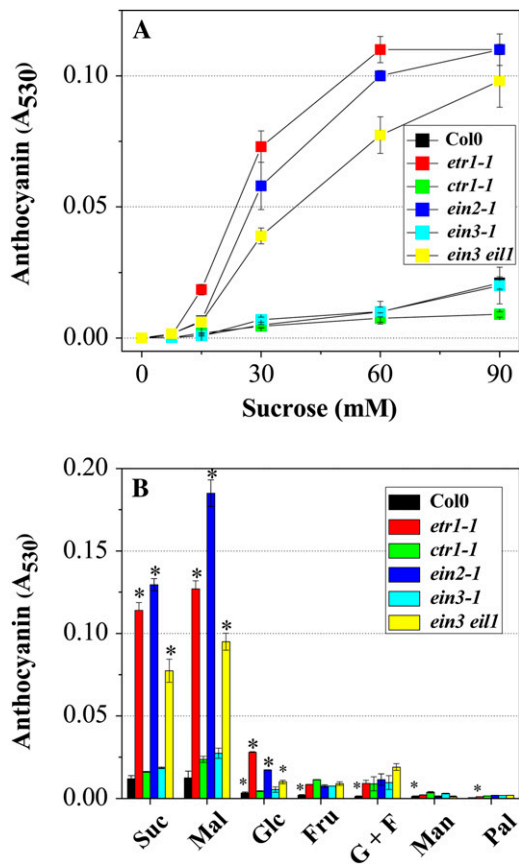 A
Anthocyanin (A530)
0.10
0.05
0.00
Col0
etr1-1
ctr1-1
ein2-1
ein3-1
ein3 eil1
0 30 60 90
Sucrose (mM)
B
Anthocyanin (A530)
0.20
0.15
0.10
0.05
0.00
Col0
etr1-1
ctr1-1
ein2-1
ein3-1
ein3 eil1
* * * * * * * * * * * * * *
Suc Mal Glc Fru G + F Man Pal